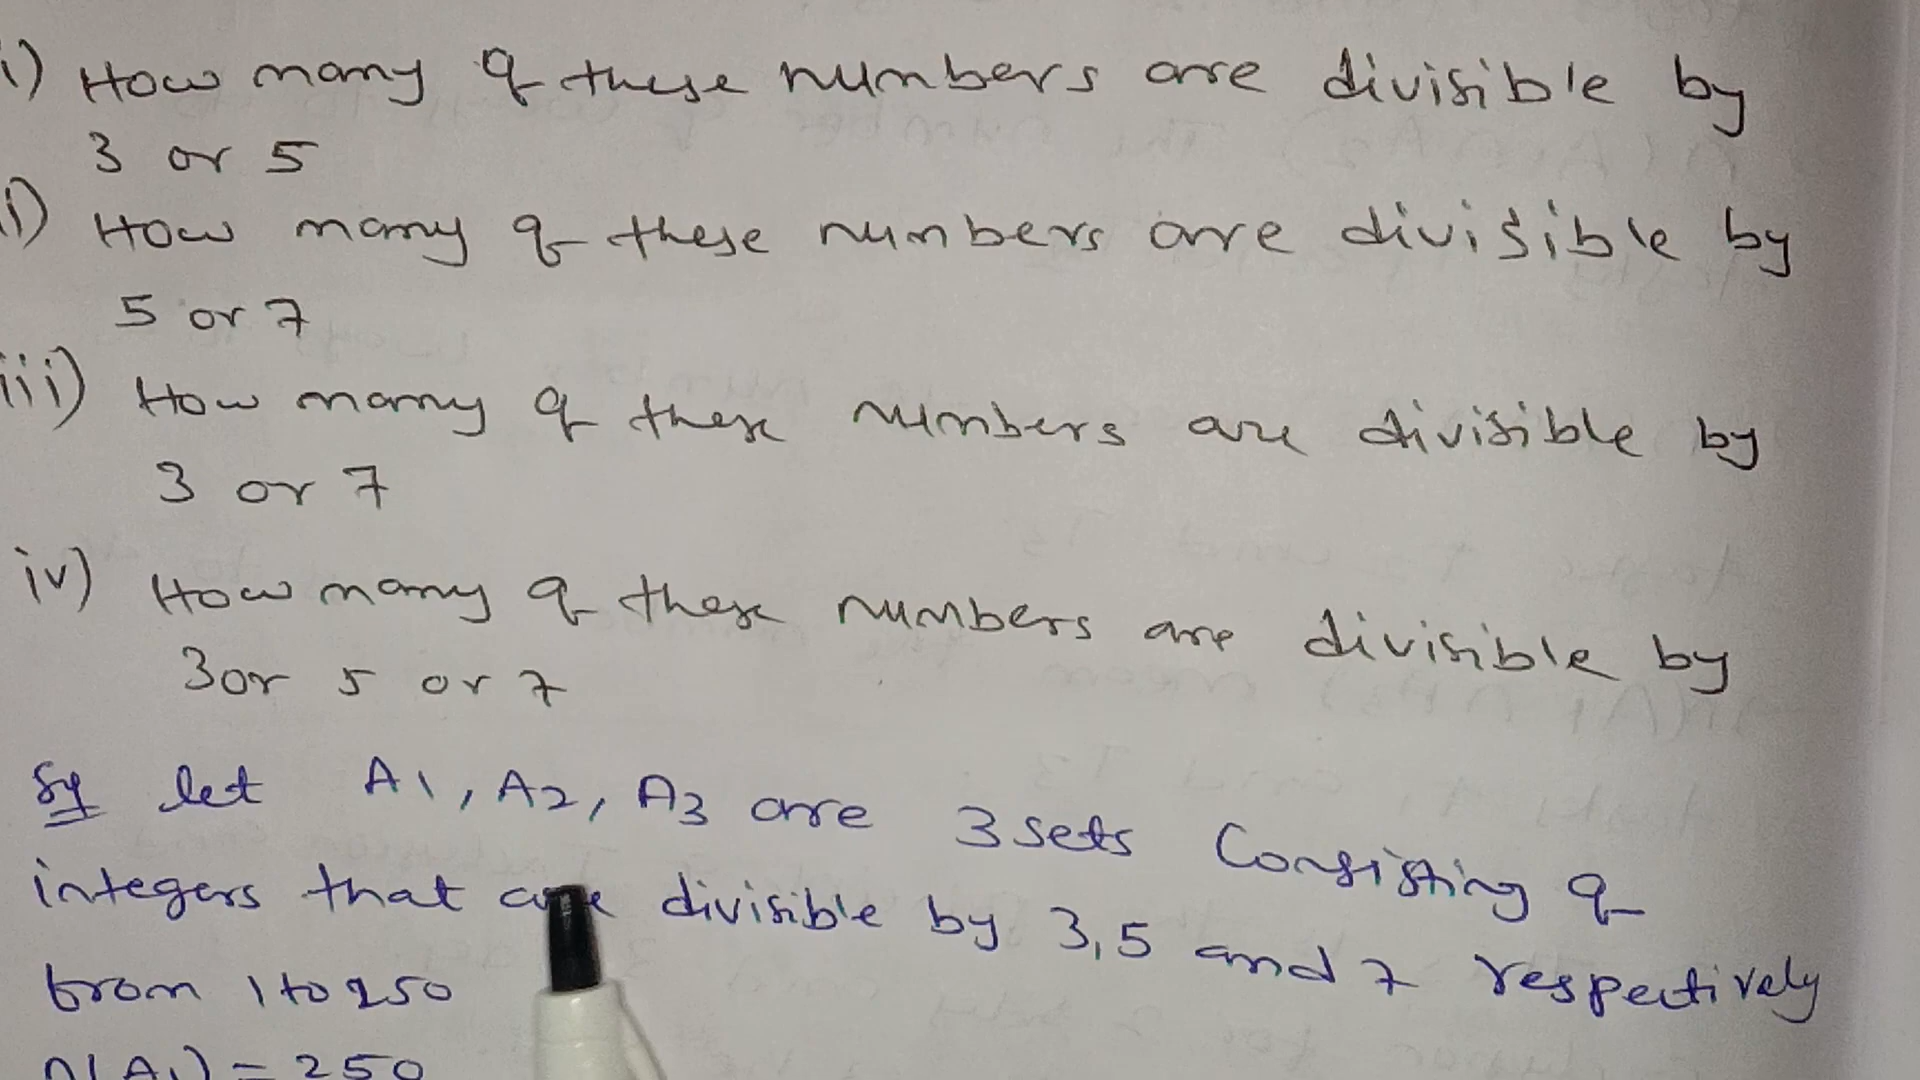 i) How many of these numbers are divisible by
3 or 5
i) How many of these numbers are divisible by
5 or 7
iii) How many of these numbers are divisible by
3 or 7
iv) How many of these numbers are divisible by
3 or 5 or 7
Sol let A1, A2, A3 are 3 sets Consisting of
integers that are divisible by 3,5 and 7 respectively
from 1 to 250
n(A1) = 250